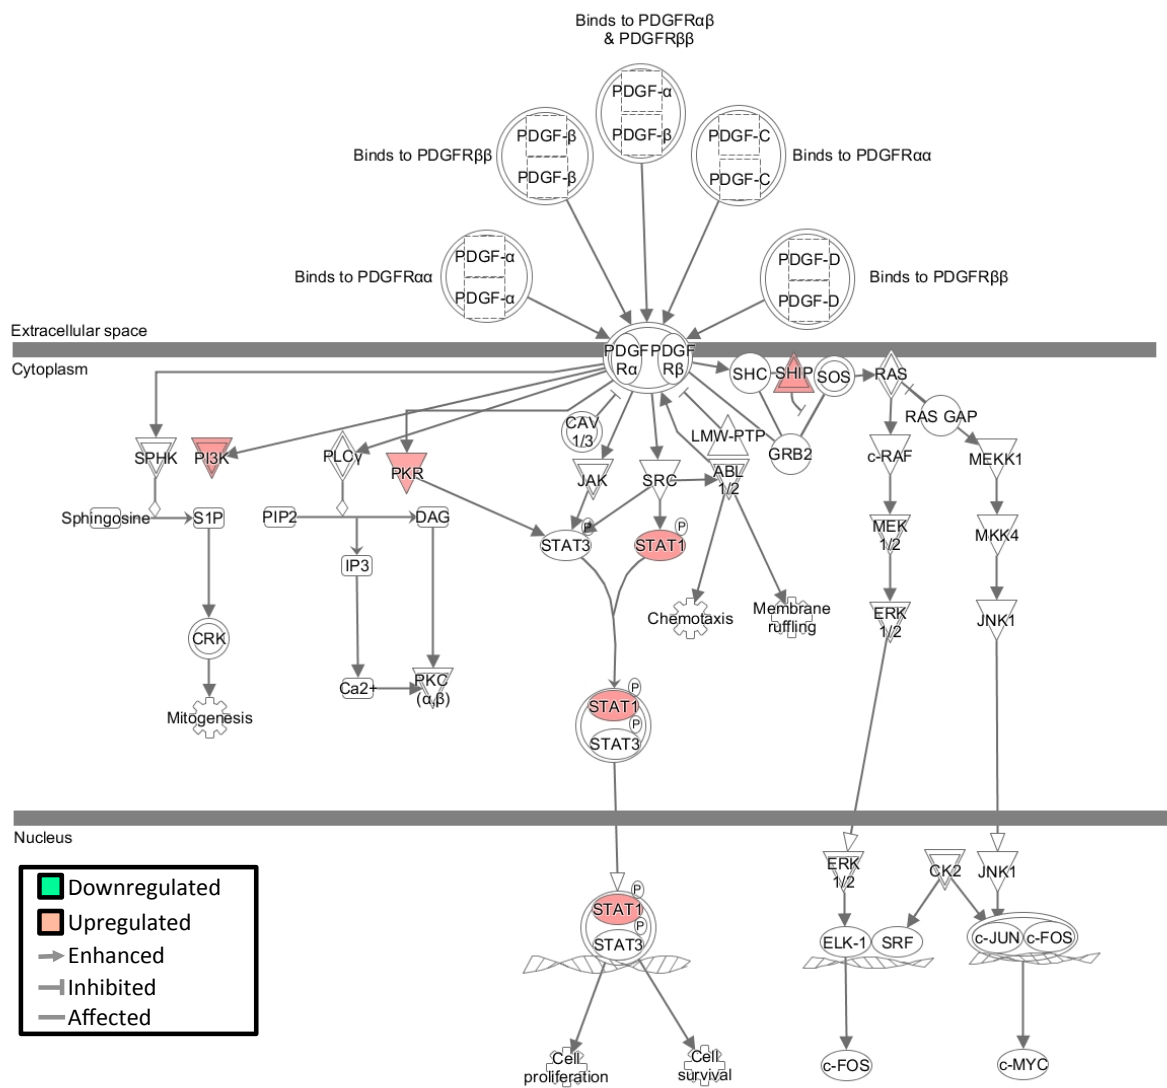 Binds to PDGFRαβ
& PDGFRββ
PDGF-α
PDGF-β
PDGF-β
PDGF-β
Binds to PDGFRββ
PDGF-C
PDGF-C
Binds to PDGFRαα
PDGF-α
PDGF-α
Binds to PDGFRαα
PDGF-D
PDGF-D
Binds to PDGFRββ
Extracellular space
Cytoplasm
PDGF
Rα
PDGF
Rβ
SHC
SHIP
SOS
RAS
RAS GAP
CAV
1/3
LMW-PTP
GRB2
SPHK
PI3K
PLCγ
PKR
JAK
SRC
ABL
1/2
c-RAF
MEKK1
Sphingosine
S1P
PIP2
DAG
P
STAT3
P
STAT1
MEK
1/2
MKK4
IP3
CRK
Chemotaxis
Membrane
ruffling
ERK
1/2
JNK1
Ca2+
PKC
(α,β)
Mitogenesis
P
STAT1
P
STAT3
Nucleus
ERK
1/2
CK2
JNK1
P
STAT1
P
STAT3
ELK-1
SRF
c-JUN
c-FOS
Cell
proliferation
Cell
survival
c-FOS
c-MYC
Downregulated
Upregulated
Enhanced
Inhibited
Affected